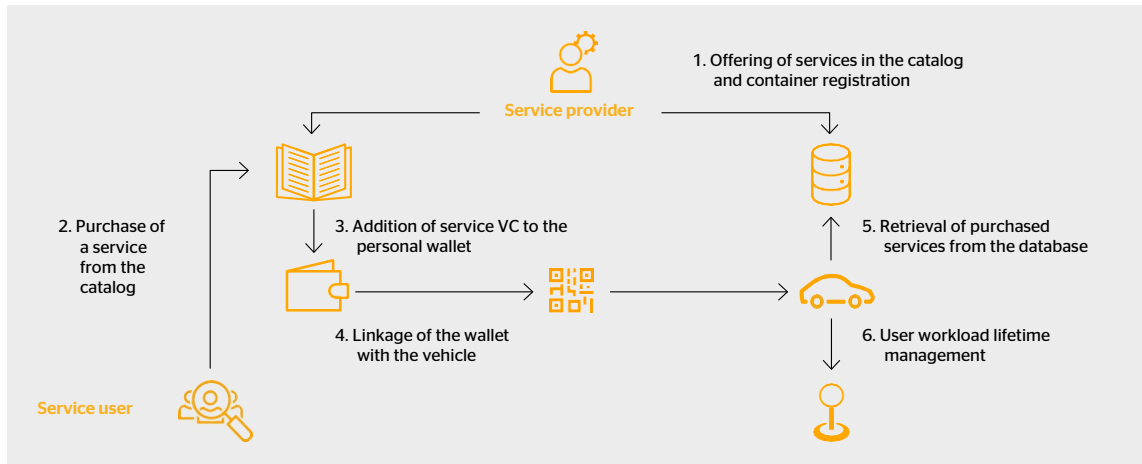 1. Offering of services in the catalog
and container registration
Service provider
2. Purchase of
a service
from the
catalog
3. Addition of service VC to the
personal wallet
5. Retrieval of purchased
services from the database
4. Linkage of the wallet
with the vehicle
6. User workload lifetime
management
Service user